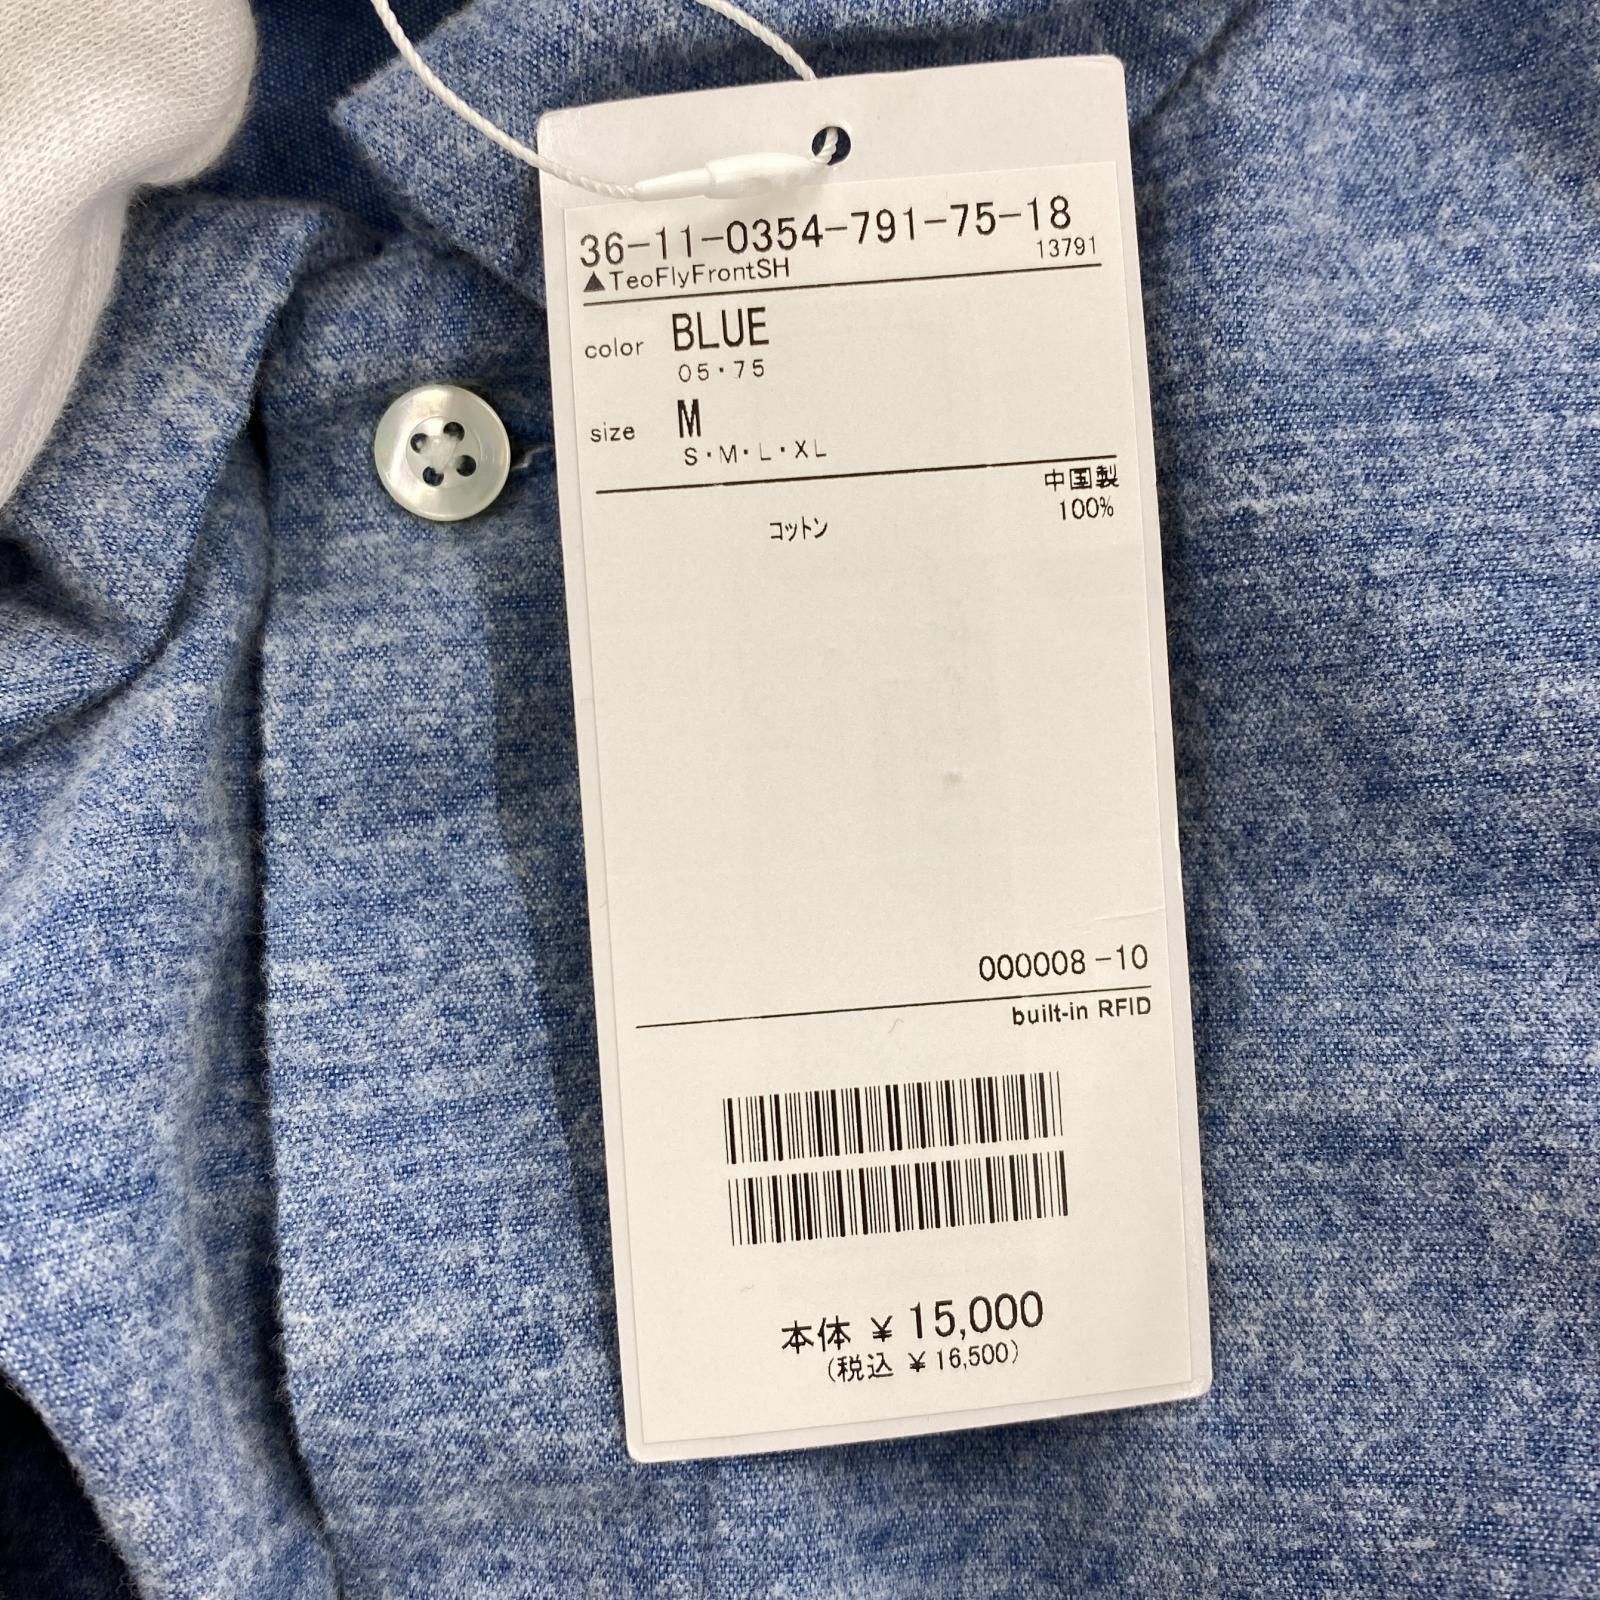 36-11-0354-791-75-18
13791
▲TeoFlyFrontSH
color BLUE
05・75
size M
S・M・L・XL
中国製
コットン 100%
000008-10
built-in RFID
本体 ¥15,000
(税込 ¥16,500)